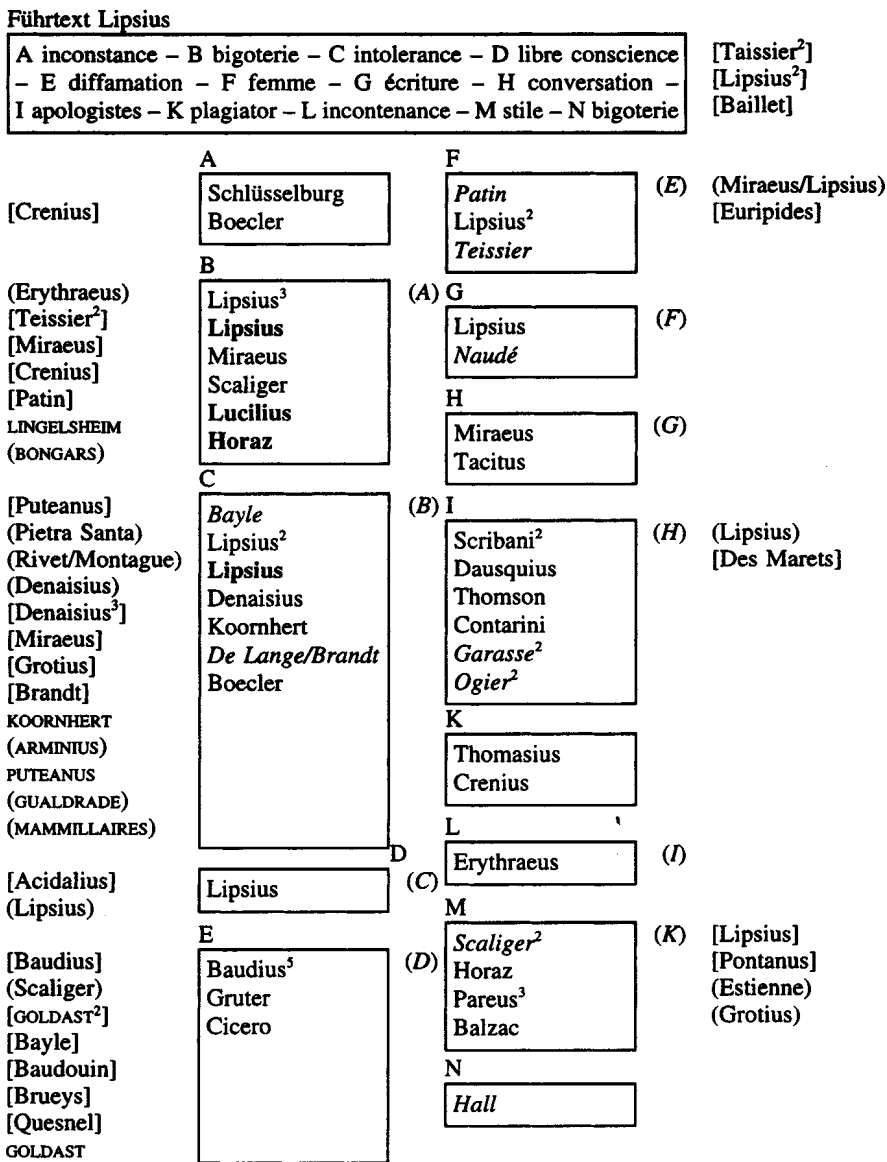 Führtext Lipsius
A inconstance – B bigoterie – C intolerance – D libre conscience
– E diffamation – F femme – G écriture – H conversation –
I apologistes – K plagiator – L incontenance – M stile – N bigoterie
[Taissier²]
[Lipsius²]
[Baillet]
A
[Crenius]
Schlüsselburg
Boecler
B
(Erythraeus)
[Teissier²]
[Miraeus]
[Crenius]
[Patin]
LINGELSHEIM
(BONGARS)
Lipsius³
Lipsius
Miraeus
Scaliger
Lucilius
Horaz
(A)
C
[Puteanus]
(Pietra Santa)
(Rivet/Montague)
(Denaisius)
[Denaisius³]
[Miraeus]
[Grotius]
[Brandt]
KOORNHERT
(ARMINIUS)
PUTEANUS
(GUALDRADE)
(MAMMILLAIRES)
Bayle
Lipsius²
Lipsius
Denaisius
Koornhert
De Lange/Brandt
Boecler
(B)
D
[Acidalius]
(Lipsius)
Lipsius
(C)
E
[Baudius]
(Scaliger)
[GOLDAST²]
[Bayle]
[Baudouin]
[Brueys]
[Quesnel]
GOLDAST
Baudius⁵
Gruter
Cicero
(D)
F
Patin
Lipsius²
Teissier
(E)
(Miraeus/Lipsius)
[Euripides]
G
Lipsius
Naudé
(F)
H
Miraeus
Tacitus
(G)
I
Scribani²
Dausquius
Thomson
Contarini
Garasse²
Ogier²
(H)
(Lipsius)
[Des Marets]
K
Thomasius
Crenius
L
Erythraeus
(I)
M
Scaliger²
Horaz
Pareus³
Balzac
(K)
[Lipsius]
[Pontanus]
(Estienne)
(Grotius)
N
Hall